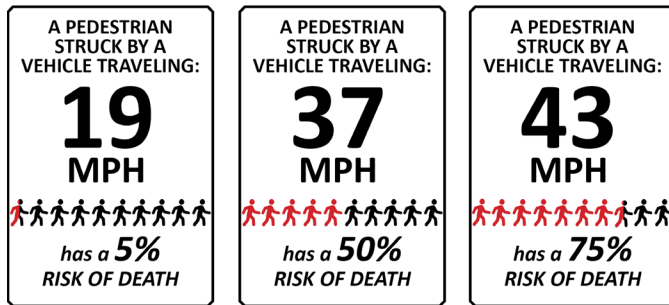 A PEDESTRIAN
STRUCK BY A
VEHICLE TRAVELING:
19
MPH
has a 5%
RISK OF DEATH
A PEDESTRIAN
STRUCK BY A
VEHICLE TRAVELING:
37
MPH
has a 50%
RISK OF DEATH
A PEDESTRIAN
STRUCK BY A
VEHICLE TRAVELING:
43
MPH
has a 75%
RISK OF DEATH